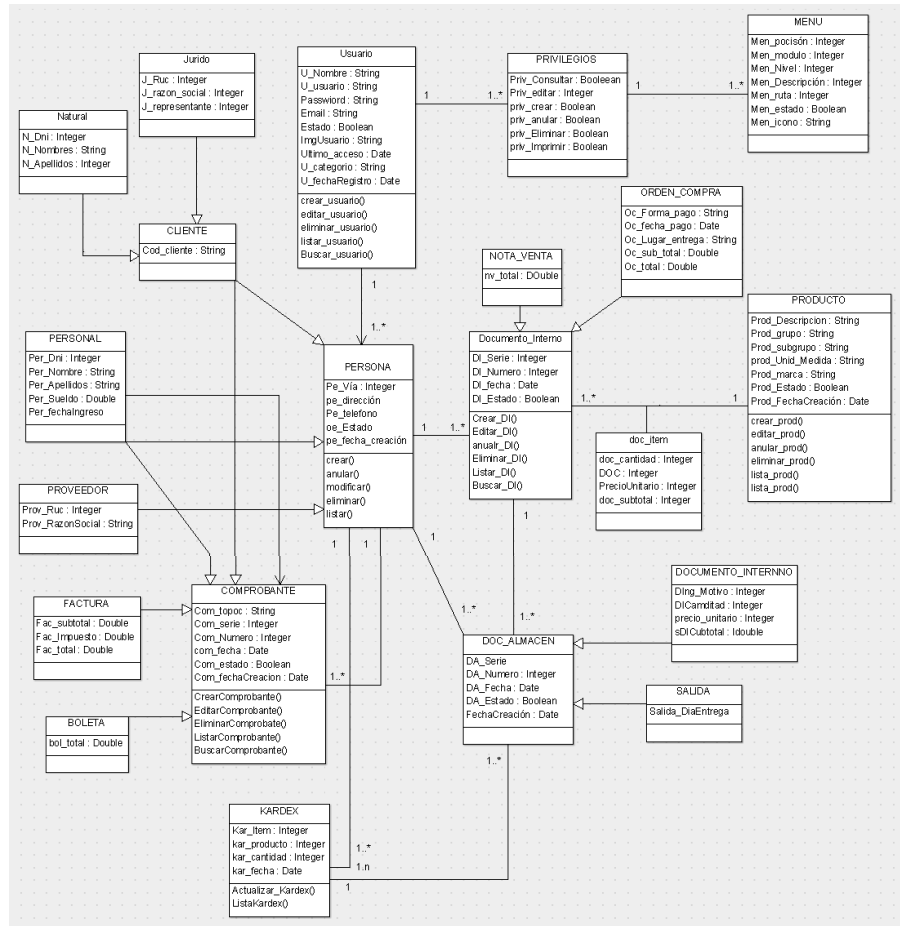 MENU
Men_pocisón : Integer
Men_modulo : Integer
Men_Nivel : Integer
Men_Descripción : Integer
Men_ruta : Integer
Men_estado : Boolean
Men_icono : String
Usuario
U_Nombre : String
U_usuario : String
Passwiord : String
Email : String
Estado : Boolean
ImgUsuario : String
Ultimo_acceso : Date
U_categorio : String
U_fechaRegistro : Date
crear_usuario()
editar_usuario()
eliminar_usuario()
listar_usuario()
Buscar_usuario()
PRIVILEGIOS
Priv_Consultar : Booleean
Priv_editar : Integer
priv_crear : Boolean
priv_anular : Boolean
priv_Eliminar : Boolean
priv_Imprimir : Boolean
1
1..*
1
1..*
Jurido
J_Ruc : Integer
J_razon_social : Integer
J_representante : Integer
Natural
N_Dni : Integer
N_Nombres : String
N_Apellidos : Integer
CLIENTE
Cod_cliente : String
ORDEN_COMPRA
Oc_Forma_pago : String
Oc_fecha_pago : Date
Oc_Lugar_entrega : String
Oc_sub_total : Double
Oc_total : Double
NOTA_VENTA
nv_total : DOuble
1
1..*
PRODUCTO
Prod_Descripcion : String
Prod_grupo : String
Prod_subgrupo : String
prod_Unid_Medida : String
Prod_marca : String
Prod_Estado : Boolean
Prod_FechaCreación : Date
crear_prod()
editar_prod()
anular_prod()
eliminar_prod()
lista_prod()
lista_prod()
PERSONAL
Per_Dni : Integer
Per_Nombre : String
Per_Apellidos : String
Per_Sueldo : Double
Per_fechaIngreso
PERSONA
Pe_Vía : Integer
pe_dirección
Pe_telefono
oe_Estado
pe_fecha_creación
crear()
anular()
modificar()
eliminar()
listar()
Documento_Interno
DI_Serie : Integer
DI_Numero : Integer
DI_fecha : Date
DI_Estado : Boolean
Crear_DI()
Editar_DI()
anualr_DI()
Eliminar_DI()
Listar_DI()
Buscar_DI()
1..*
1
1
1..*
doc_item
doc_cantidad : Integer
DOC : Integer
PrecioUnitario : Integer
doc_subtotal : Integer
PROVEEDOR
Prov_Ruc : Integer
Prov_RazonSocial : String
1
1
1
1
COMPROBANTE
Com_topoc : String
Com_serie : Integer
Com_Numero : Integer
com_fecha : Date
Com_estado : Boolean
Com_fechaCreacion : Date
CrearComprobante()
EditarComprobante()
EliminarComprobate()
ListarComprobante()
BuscarComprobante()
1..*
FACTURA
Fac_subtotal : Double
Fac_Impuesto : Double
Fac_total : Double
BOLETA
bol_total : Double
1..*
1..*
DOC_ALMACEN
DA_Serie
DA_Numero : Integer
DA_Fecha : Date
DA_Estado : Boolean
FechaCreación : Date
1..*
DOCUMENTO_INTERNNO
DIng_Motivo : Integer
DICamditad : Integer
precio_unitario : Integer
sDICubtotal : Idouble
SALIDA
Salida_DiaEntrega
KARDEX
Kar_Item : Integer
kar_producto : Integer
kar_cantidad : Integer
kar_fecha : Date
Actualizar_Kardex()
ListaKardex()
1..*
1.n
1